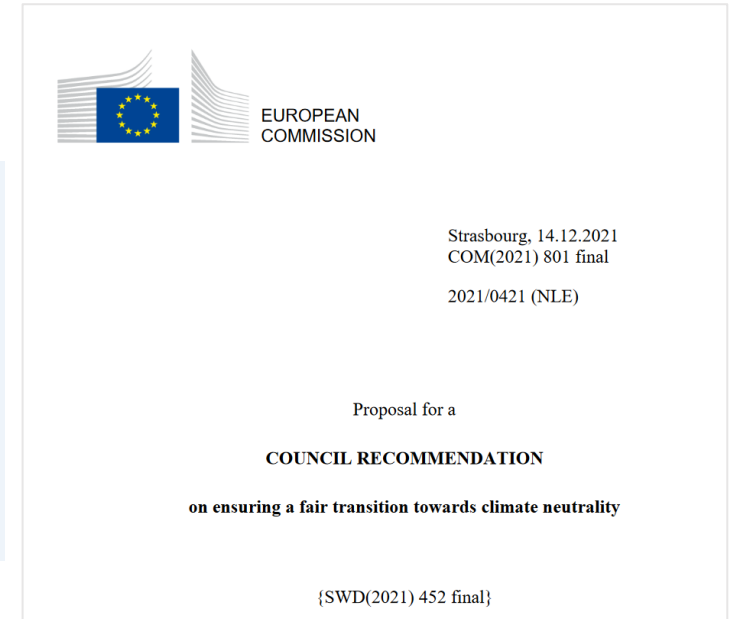 EUROPEAN
COMMISSION
Strasbourg, 14.12.2021
COM(2021) 801 final
2021/0421 (NLE)
Proposal for a
COUNCIL RECOMMENDATION
on ensuring a fair transition towards climate neutrality
{SWD(2021) 452 final}